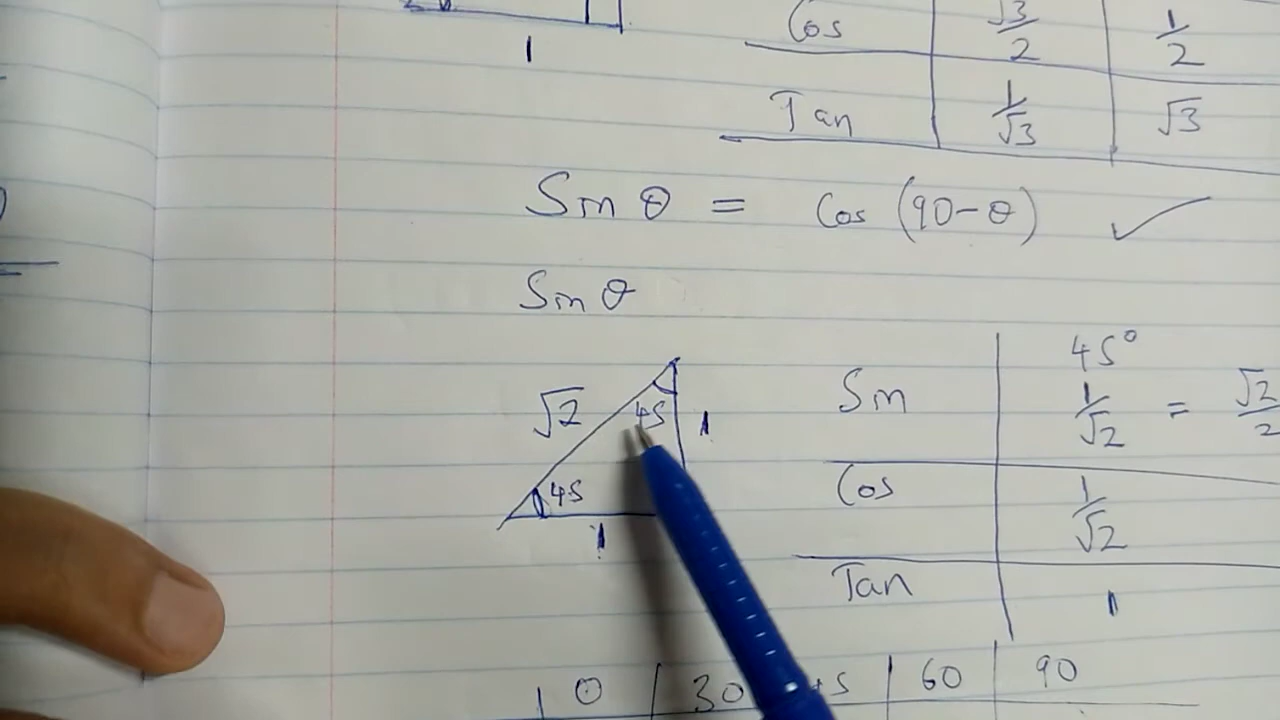 1
Cos √3/2 1/2
Tan 1/√3 √3
Sin θ = Cos (90-θ) ✓
Sin θ
45°
√2 45 1
Sin 1/√2 = √2/2
45
Cos 1/√2
1
Tan 1
0 30 45 60 90